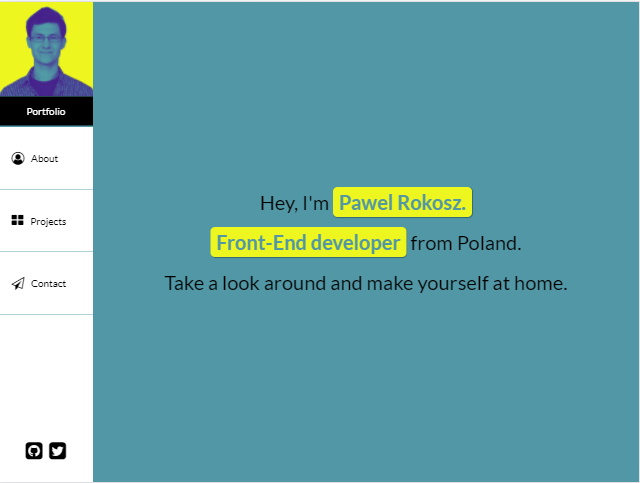 Portfolio
About
Projects
Contact
Hey, I'm Pawel Rokosz.
Front-End developer from Poland.
Take a look around and make yourself at home.